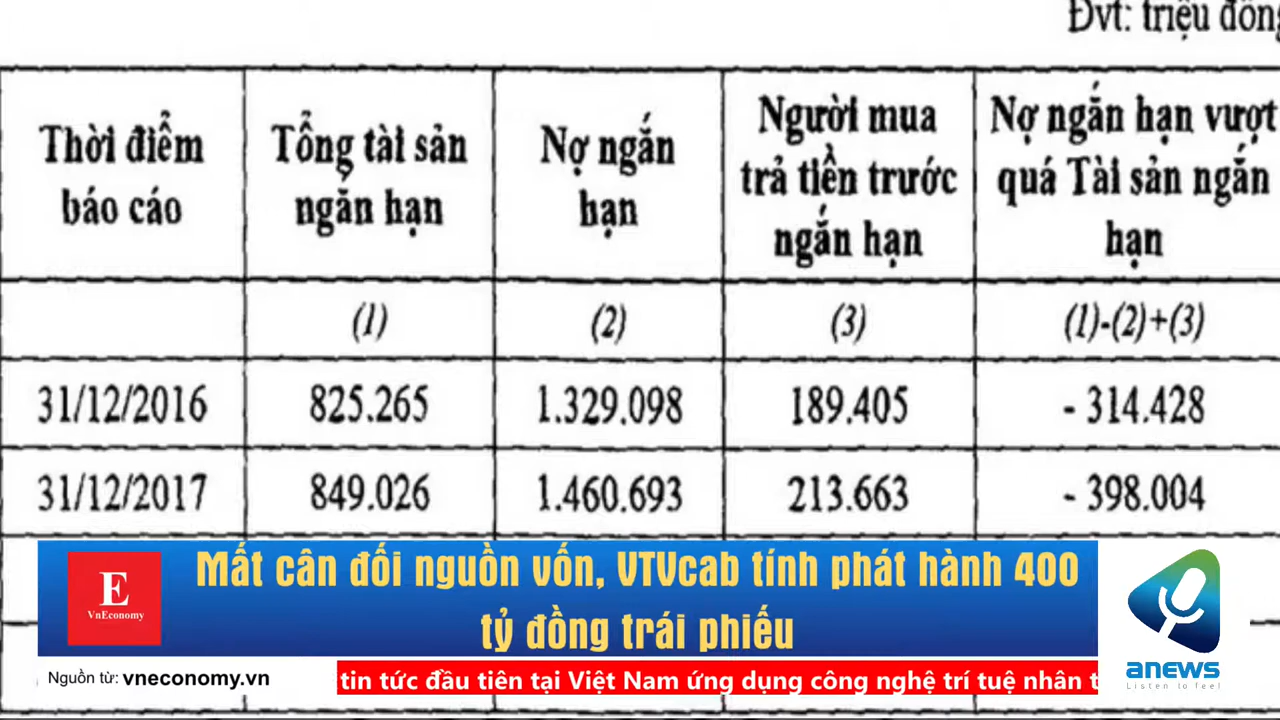 Đvt: triệu đồng
Thời điểm
báo cáo
Tổng tài sản
ngắn hạn
Nợ ngắn
hạn
Người mua
trả tiền trước
ngắn hạn
Nợ ngắn hạn vượt
quá Tài sản ngắn
hạn
(1) (2) (3) (1)-(2)+(3)
31/12/2016 825.265 1.329.098 189.405 - 314.428
31/12/2017 849.026 1.460.693 213.663 - 398.004
E
VnEconomy
Mất cân đối nguồn vốn, VTVcab tính phát hành 400
tỷ đồng trái phiếu
Nguồn từ: vneconomy.vn
tin tức đầu tiên tại Việt Nam ứng dụng công nghệ trí tuệ nhân
anews
Listen to feel